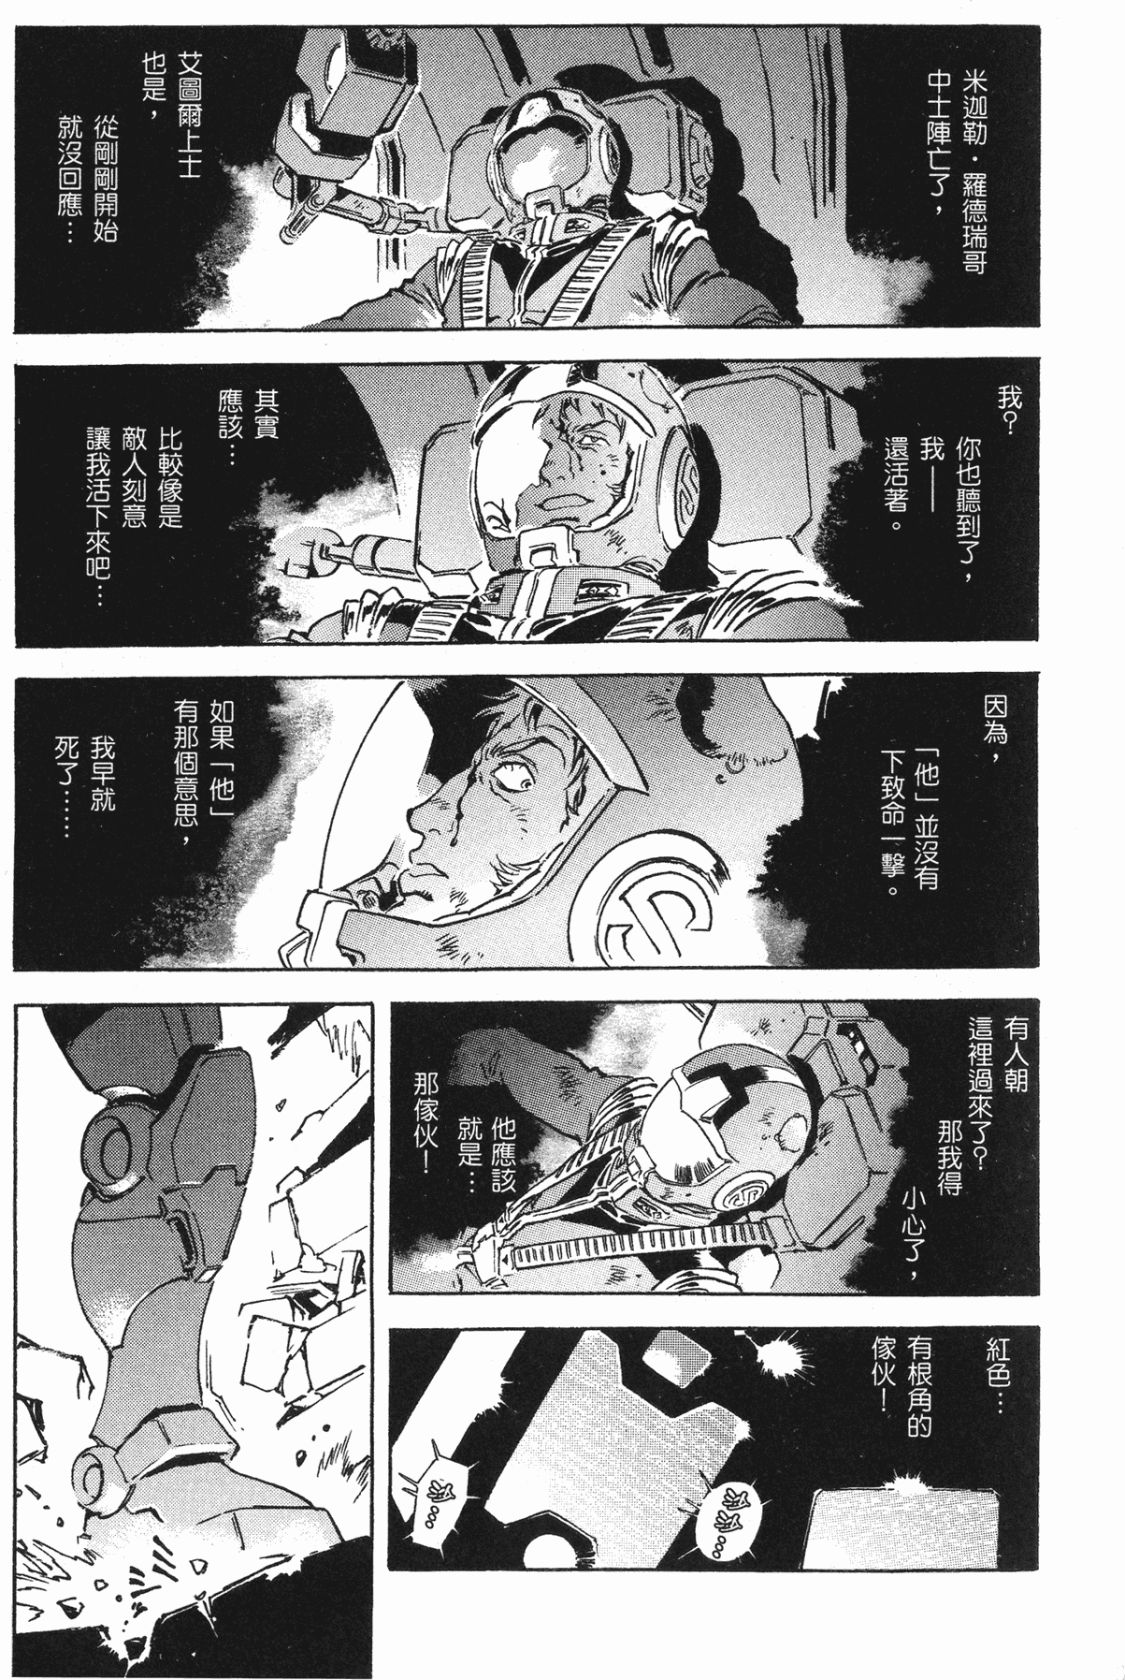 米迦勒·羅德瑞哥
中士陣亡了，
艾圖爾上士
也是，
從剛剛開始
就沒回應…
我？
你也聽到了，
我——
還活著。
其實
應該…
比較像是
敵人刻意
讓我活下來吧…
因為，
「他」並沒有
下致命一擊。
如果「他」
有那個意思，
我早就
死了……
有人朝
這裡過來了？
那我得
小心了，
他應該
就是…
那傢伙！
紅色…
有根角的
傢伙！